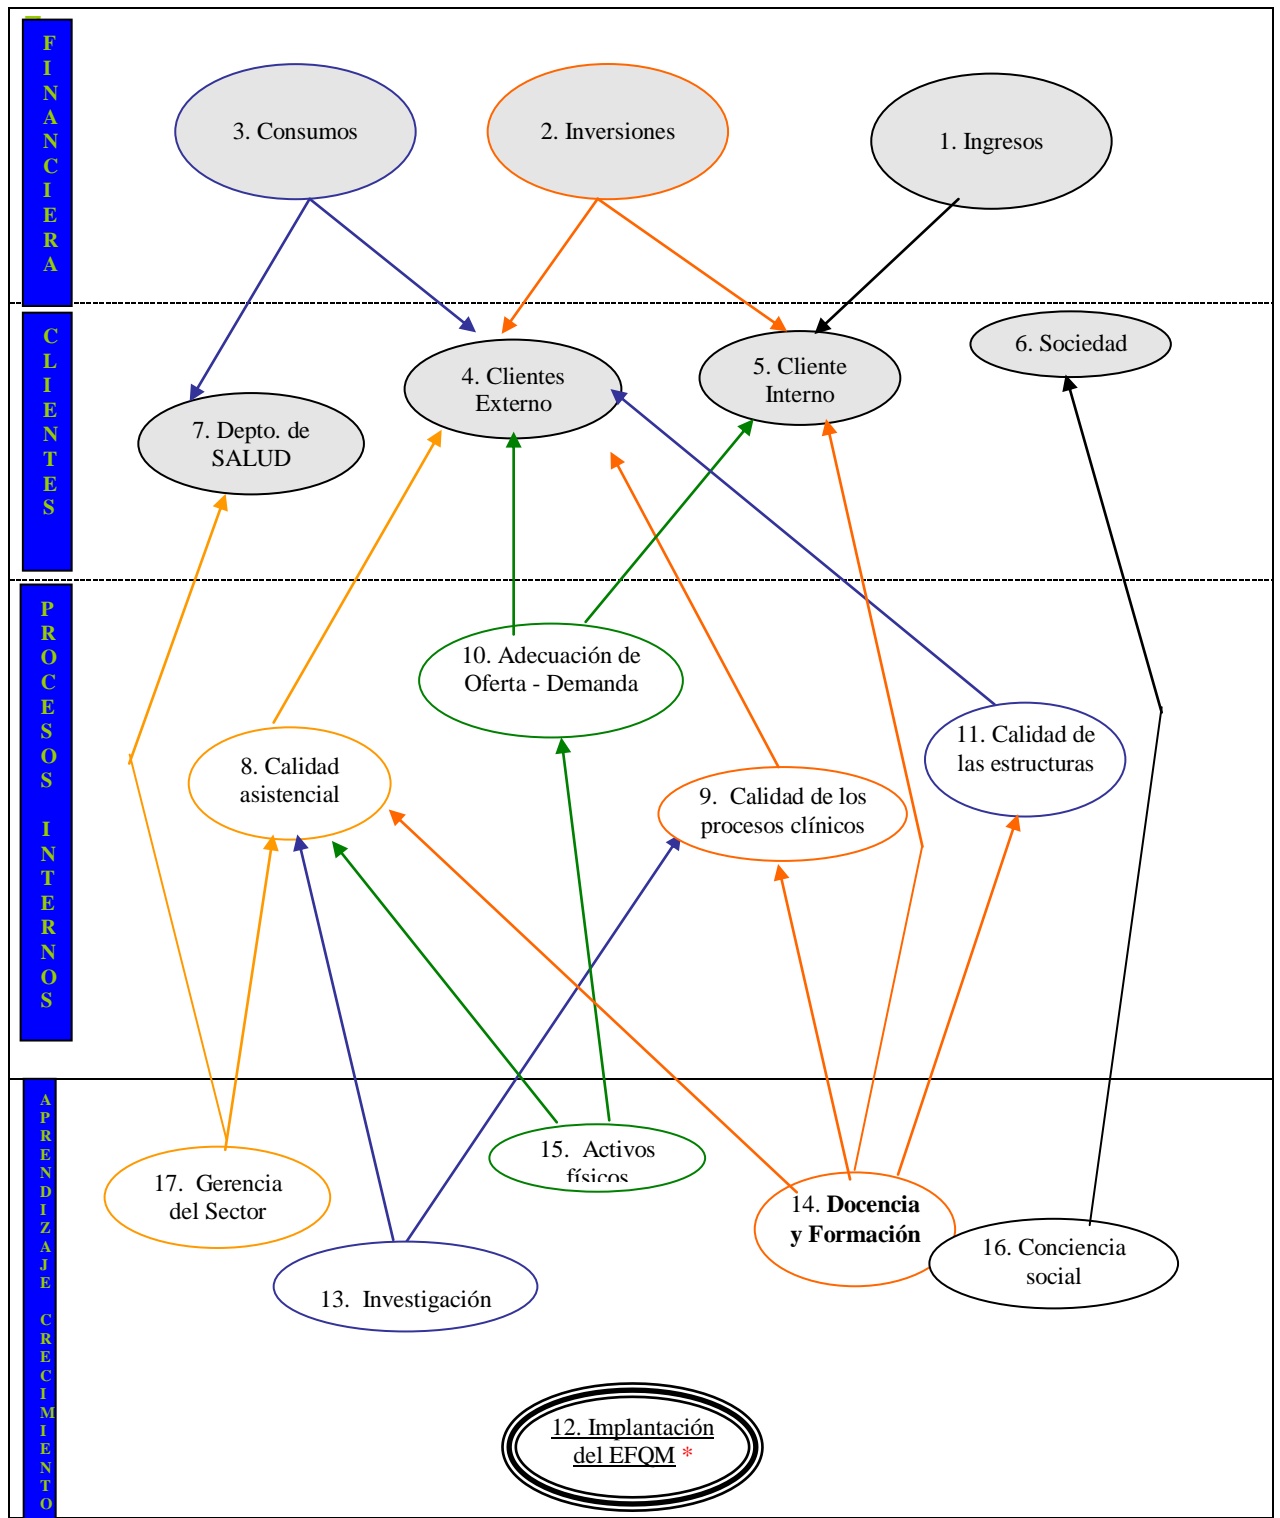 FINANCIERA
3. Consumos
2. Inversiones
1. Ingresos
CLIENTES
4. Clientes
Externo
5. Cliente
Interno
6. Sociedad
7. Depto. de
SALUD
PROCESOS INTERNOS
10. Adecuación de
Oferta - Demanda
8. Calidad
asistencial
9. Calidad de los
procesos clínicos
11. Calidad de
las estructuras
APRENDIZAJE CRECIMIENTO
17. Gerencia
del Sector
15. Activos
físicos
14. Docencia
y Formación
16. Conciencia
social
13. Investigación
12. Implantación
del EFQM *